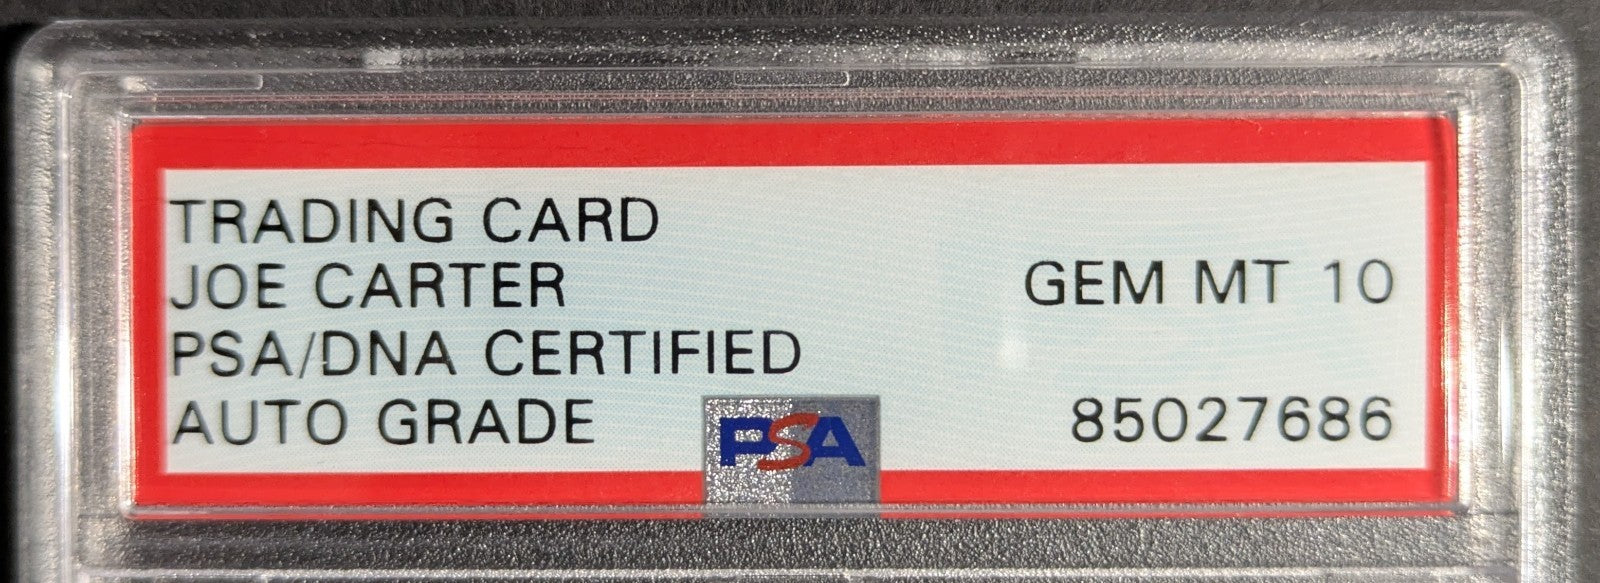 TRADING CARD
JOE CARTER GEM MT 10
PSA/DNA CERTIFIED
AUTO GRADE 85027686
PSA